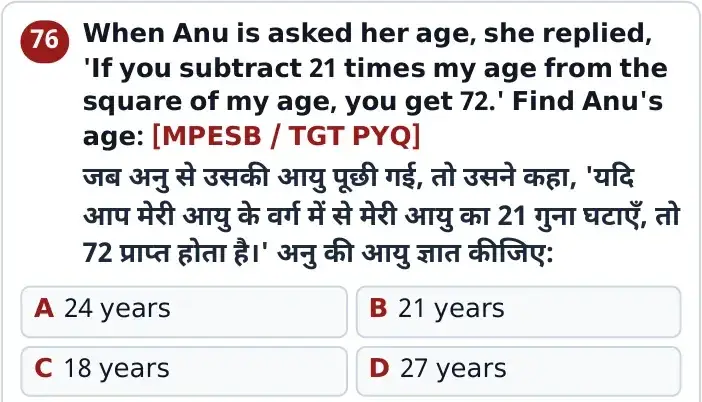 76 When Anu is asked her age, she replied,
'If you subtract 21 times my age from the
square of my age, you get 72.' Find Anu's
age: [MPESB / TGT PYQ]
जब अनु से उसकी आयु पूछी गई, तो उसने कहा, 'यदि
आप मेरी आयु के वर्ग में से मेरी आयु का 21 गुना घटाएँ, तो
72 प्राप्त होता है।' अनु की आयु ज्ञात कीजिए:
A 24 years
B 21 years
C 18 years
D 27 years